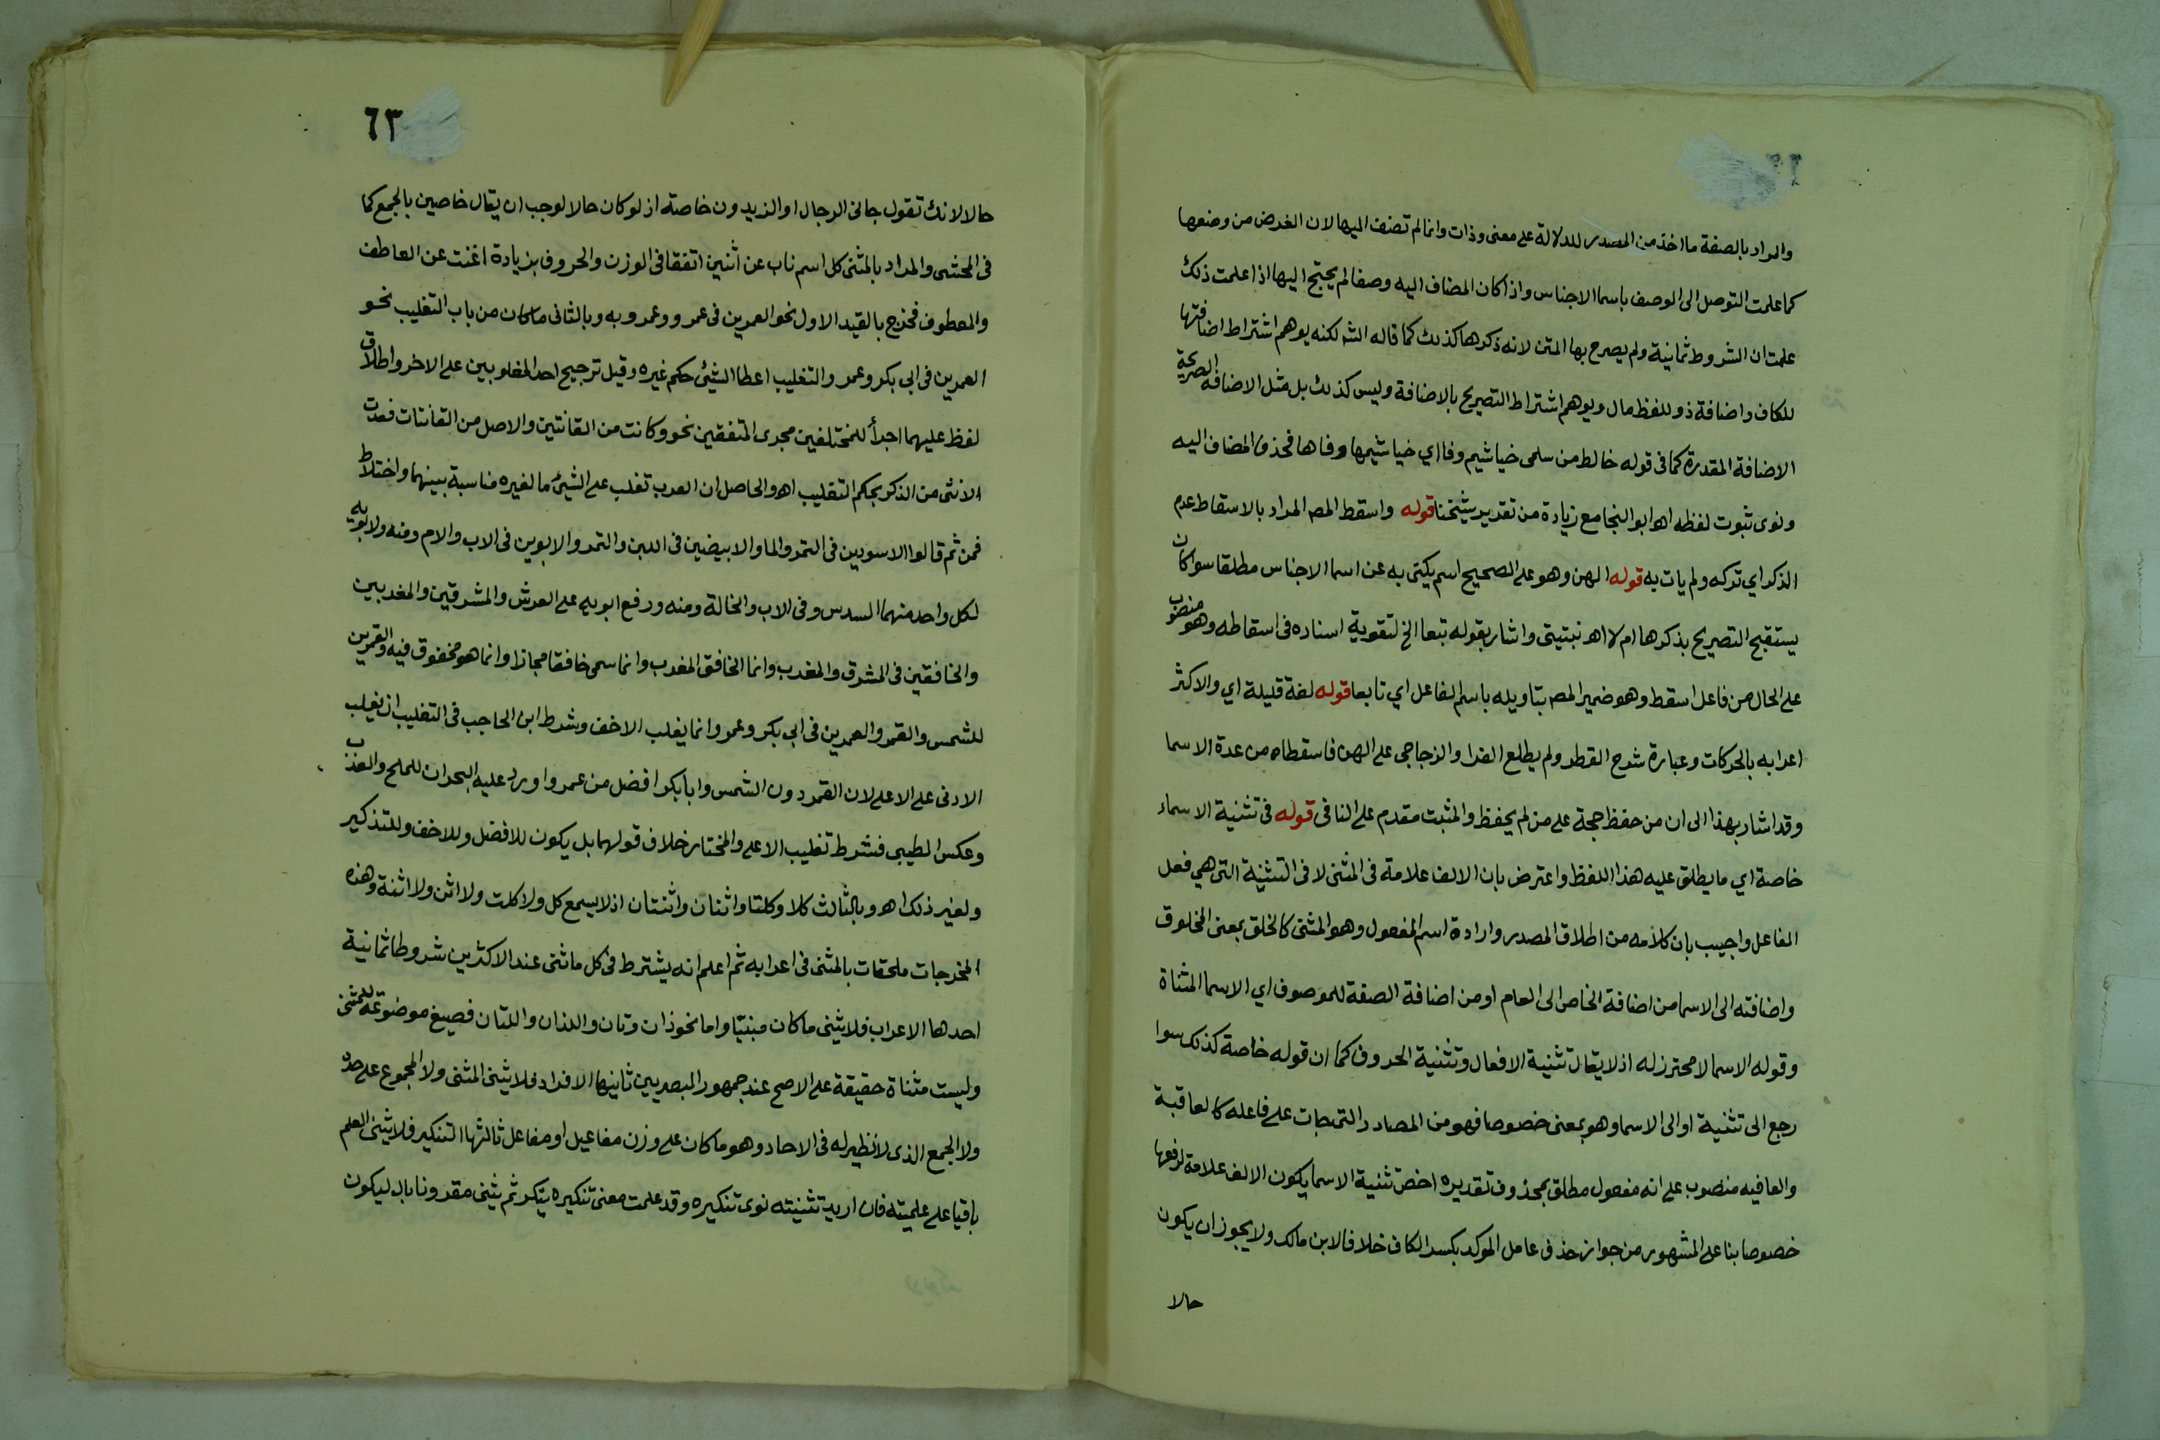 والمراد بالصفة ما اخذ من المصدر للدلالة على معنى وذات وانما لم تضف اليها لان الغرض من وضعها
كما علمت التوصل الى الوصف باسما الاجناس واذا كان المضاف اليه وصفا لم يحتج اليها اذا علمت ذلك
علمت ان الشروط ثمانية ولم يصرح بها المتن لانه ذكرها كذلك كما قاله الشه لكنه يوهم اشتراط اضافتها
للكاف واضافة ذو للفظ مال ويوهم اشتراط التصريح بالاضافة وليس كذلك بل مثل الاضافة الصريحة
الاضافة المقدرة كما في قوله خالط من سلمى خياشيم وفا اي خياشيمها وفاها فحذف المضاف اليه
ونوى ثبوت لفظه اهـ ابو النجا مع زيادة من تقدير شيخنا قوله واسقط المصه المراد بالاسقاط عدم
الذكر اي تركه ولم يات به قوله الهن وهو على الصحيح اسم يكنى به عن اسما الاجناس مطلقا سوا كان
يستقبح التصريح بذكرها ام لا اهـ نبتيتي واشار بقوله تبعا الخ لتقوية اسناده في اسقاطه وهو منصوب
على الحال من فاعل اسقط وهو ضمير المصه بتاويله باسم الفاعل اي تابعا قوله لغة قليلة اي والاكثر
اعرابه بالحركات وعبارة شرح القطر ولم يطلع الفرا والزجاجي على الهن فاسقطاه من عدة الاسما
وقد اشار بهذا الى ان من حفظ حجة على من لم يحفظ والمثبت مقدم على النافي قوله في تثنية الاسماء
خاصة اي ما يطلق عليه هذا اللفظ واعترض بان الالف علامة في المثنى لا في التثنية التي هي فعل
الفاعل واجيب بان كلامه من اطلاق المصدر وارادة اسم المفعول وهو المثنى كالخلق بمعنى المخلوق
واضافته الى الاسما من اضافة الخاص الى العام او من اضافة الصفة للموصوف اي الاسما المثناة
وقوله الاسما لا محترز له اذ لا يقال تثنية الافعال وتثنية الحروف كما ان قوله خاصة كذلك سوا
رجع الى تثنية او الى الاسما وهو بمعنى خصوصا فهو من المصادر التي جات على فاعله كالعاقبة
والعافيه منصوب على انه مفعول مطلق بمحذوف تقديره اخص تثنية الاسما يكون الالف علامة لرفعها
خصوصا بنا على المشهور من جواز حذف عامل الموكد بكسر الكاف خلافا لابن مالك ولا يجوز ان يكون
حالا
٦٣
حالا لانك تقول جاني الرجال او الزيدون خاصة اذ لو كان حالا لوجب ان يقال خاصين بالجمع كما
في المحشى والمراد بالمثنى كل اسم ناب عن اثنين اتفقا في الوزن والحروف بزيادة اغنت عن العاطف
والمعطوف فخرج بالقيد الاول نحو العمرين في عمرو وعمرو به وبالثاني ما كان من باب التغليب نحو
العمرين في ابي بكر وعمر والتغليب اعطا الشيئ حكم غيره وقيل ترجيح احد المغلوبين على الاخر واطلاق
لفظ عليهما اجرأ للمختلفين مجرى المتفقين نحو وكانت من القانتين والاصل من القانتات فعدت
الانثى من الذكر بحكم التغليب اهـ والحاصل ان العرب تغلب على الشيئ ما لغيره مناسبة بينهما واختلاط
فمن ثم قالوا الاسودين في التمر والما والابيضين في اللبن والتمر والابوين في الاب والام ومنه ولابويه
لكل واحد منهما السدس وفي الاب والخالة ومنه ورفع ابويه على العرش والمشرقين والمغربين
والخافقين في المشرق والمغرب وانما الخافق المغرب وانما سمى خافقا مجازا وانما هو مخفوق فيه والقمرين
للشمس والقمر والعمرين في ابي بكر وعمر وانما يغلب الاخف وشرط ابن الحاجب في التغليب ان يغلب
الادنى على الاعلى لان القمر دون الشمس وابا بكر افضل من عمر واورد عليه البحران للملح والعذب
وعكس الطيبي فشرط تغليب الاعلى والمختار خلاف قولهما بل يكون للافضل وللاخف وللتذكير
ولغير ذلك اهـ وبالثالث كلا وكلتا واثنان واثنتان اذ لا يسمع كل ولا كلت ولا اثن ولا اثنة وهذه
المخرجات ملحقات بالمثنى في اعرابه ثم اعلم انه يشترط في كل ما ثنى عند الاكثرين شروطا ثمانية
احدها الاعراب فلا يثنى ما كان مبنيا واما نحو ذان وتان واللذان واللتان فصيغ موضوعة للمثنى
وليست مثناة حقيقة على الاصح عند جمهور البصريين ثانيها الافراد فلا يثنى المثنى ولا المجموع على حده
ولا الجمع الذي لا نظير له في الاحاد وهو ما كان على وزن مفاعيل او مفاعل ثالثها التنكير فلا يثنى العلم
باقيا على علميته فان اريد تثنيته نوى تنكيره وقد علمت معنى تنكيره ينكر ثم يثنى مقرونا بال ليكون